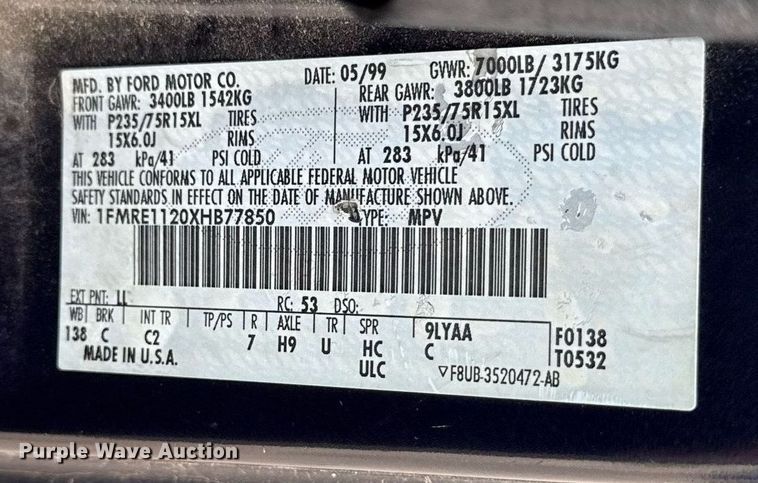 MFD. BY FORD MOTOR CO. DATE: 05/99 GVWR: 7000LB/ 3175KG
FRONT GAWR: 3400LB 1542KG REAR GAWR: 3800LB 1723KG
WITH P235/75R15XL TIRES WITH P235/75R15XL TIRES
15X6.0J RIMS 15X6.0J RIMS
AT 283 kPa/41 PSI COLD AT 283 kPa/41 PSI COLD
THIS VEHICLE CONFORMS TO ALL APPLICABLE FEDERAL MOTOR VEHICLE
SAFETY STANDARDS IN EFFECT ON THE DATE OF MANUFACTURE SHOWN ABOVE.
VIN: 1FMRE1120XHB77850 TYPE: MPV
EXT PNT: LL RC: 53 DSO:
WB BRK INT TR TP/PS R AXLE TR SPR 9LYAA F0138
138 C C2 7 H9 U HC C T0532
MADE IN U.S.A. ULC ▽F8UB-3520472-AB
Purple Wave Auction